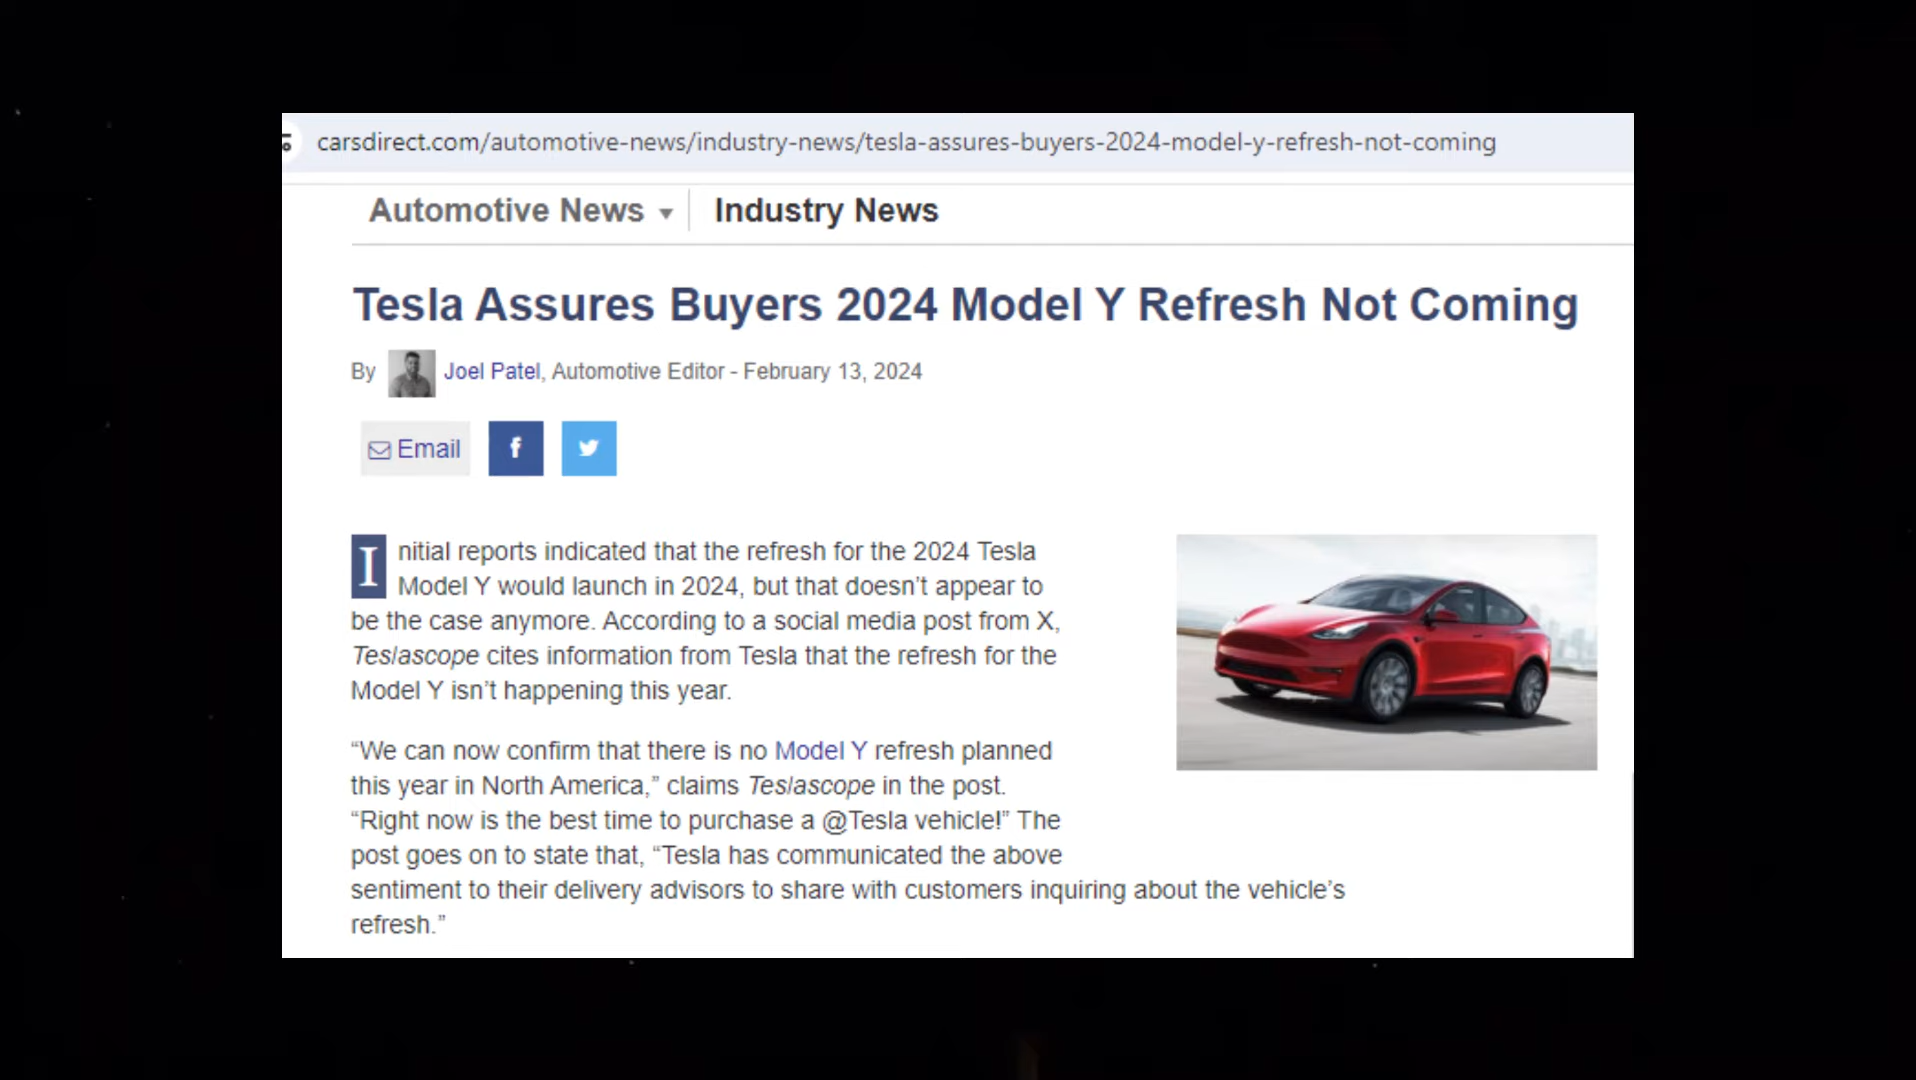 carsdirect.com/automotive-news/industry-news/tesla-assures-buyers-2024-model-y-refresh-not-coming
Automotive News ▾ Industry News
Tesla Assures Buyers 2024 Model Y Refresh Not Coming
By Joel Patel, Automotive Editor - February 13, 2024
Email f
Initial reports indicated that the refresh for the 2024 Tesla
Model Y would launch in 2024, but that doesn’t appear to
be the case anymore. According to a social media post from X,
Teslascope cites information from Tesla that the refresh for the
Model Y isn’t happening this year.
“We can now confirm that there is no Model Y refresh planned
this year in North America,” claims Teslascope in the post.
“Right now is the best time to purchase a @Tesla vehicle!” The
post goes on to state that, “Tesla has communicated the above
sentiment to their delivery advisors to share with customers inquiring about the vehicle’s
refresh.”